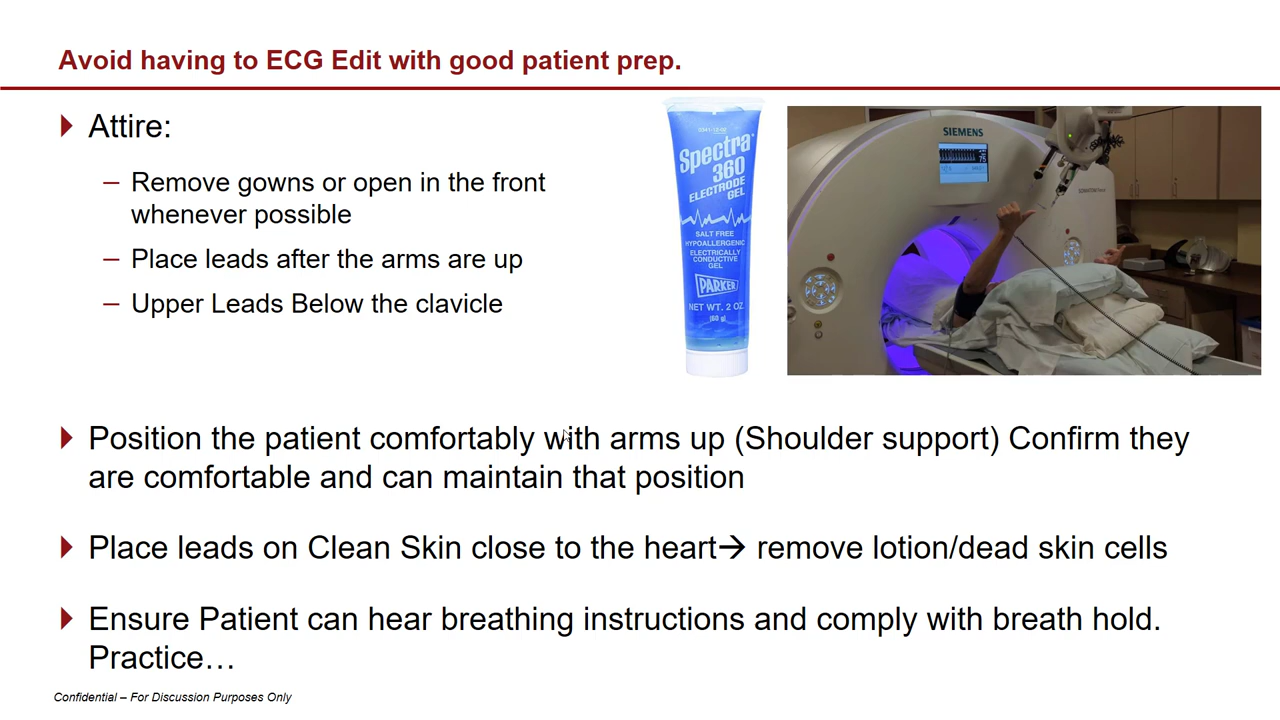 Avoid having to ECG Edit with good patient prep.
Attire:
– Remove gowns or open in the front
whenever possible
– Place leads after the arms are up
– Upper Leads Below the clavicle
Spectra
360
ELECTRODE
GEL
SALT FREE
HYPOALLERGENIC
ELECTRICALLY
CONDUCTIVE
GEL
PARKER
NET WT. 2 OZ.
(60 g)
SIEMENS
Position the patient comfortably with arms up (Shoulder support) Confirm they
are comfortable and can maintain that position
Place leads on Clean Skin close to the heart→ remove lotion/dead skin cells
Ensure Patient can hear breathing instructions and comply with breath hold.
Practice…
Confidential – For Discussion Purposes Only